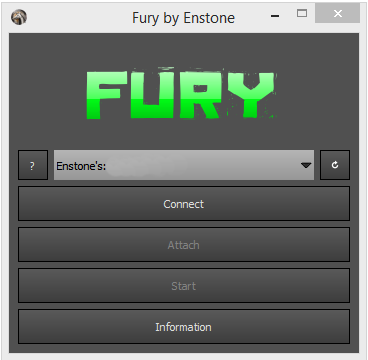 Fury by Enstone
FURY
?
Enstone's:
Connect
Attach
Start
Information